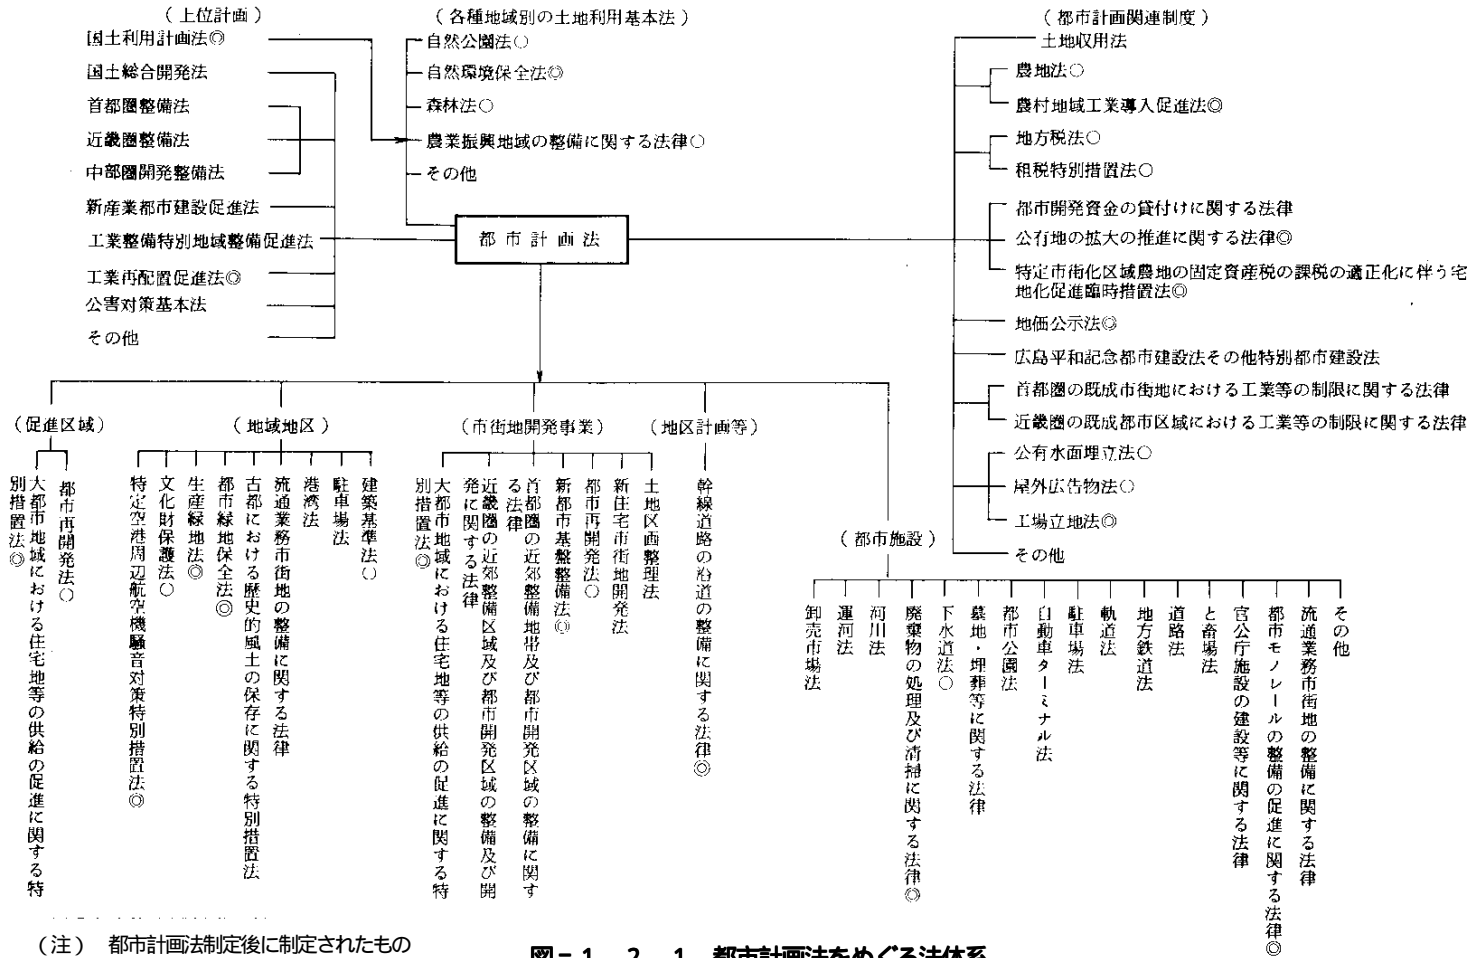 （上位計画）
国土利用計画法◎
国土総合開発法
首都圏整備法
近畿圏整備法
中部圏開発整備法
新産業都市建設促進法
工業整備特別地域整備促進法
工業再配置促進法◎
公害対策基本法
その他
（各種地域別の土地利用基本法）
自然公園法○
自然環境保全法◎
森林法○
農業振興地域の整備に関する法律○
その他
都市計画法
（都市計画関連制度）
土地収用法
農地法○
農村地域工業導入促進法◎
地方税法○
租税特別措置法○
都市開発資金の貸付けに関する法律
公有地の拡大の推進に関する法律◎
特定市街化区域農地の固定資産税の課税の適正化に伴う宅
地化促進臨時措置法◎
地価公示法◎
広島平和記念都市建設法その他特別都市建設法
首都圏の既成市街地における工業等の制限に関する法律
近畿圏の既成都市区域における工業等の制限に関する法律
公有水面埋立法○
屋外広告物法○
工場立地法◎
その他
（促進区域）
都市再開発法○
大都市地域における住宅地等の供給の促進に関する特
別措置法◎
（地域地区）
建築基準法○
駐車場法
港湾法
流通業務市街地の整備に関する法律
古都における歴史的風土の保存に関する特別措置法
都市緑地保全法◎
生産緑地法◎
文化財保護法○
特定空港周辺航空機騒音対策特別措置法◎
（市街地開発事業）
土地区画整理法
新住宅市街地開発法
都市再開発法○
新都市基盤整備法◎
首都圏の近郊整備地帯及び都市開発区域の整備に関す
る法律
近畿圏の近郊整備区域及び都市開発区域の整備及び開
発に関する法律
大都市地域における住宅地等の供給の促進に関する特
別措置法◎
（地区計画等）
幹線道路の沿道の整備に関する法律◎
（都市施設）
その他
流通業務市街地の整備に関する法律
都市モノレールの整備の促進に関する法律◎
官公庁施設の建設等に関する法律
と畜場法
道路法
地方鉄道法
軌道法
駐車場法
自動車ターミナル法
都市公園法
墓地・埋葬等に関する法律
下水道法○
廃棄物の処理及び清掃に関する法律◎
河川法
運河法
卸売市場法
（注）　都市計画法制定後に制定されたもの
図－１．２．１　都市計画法をめぐる法体系